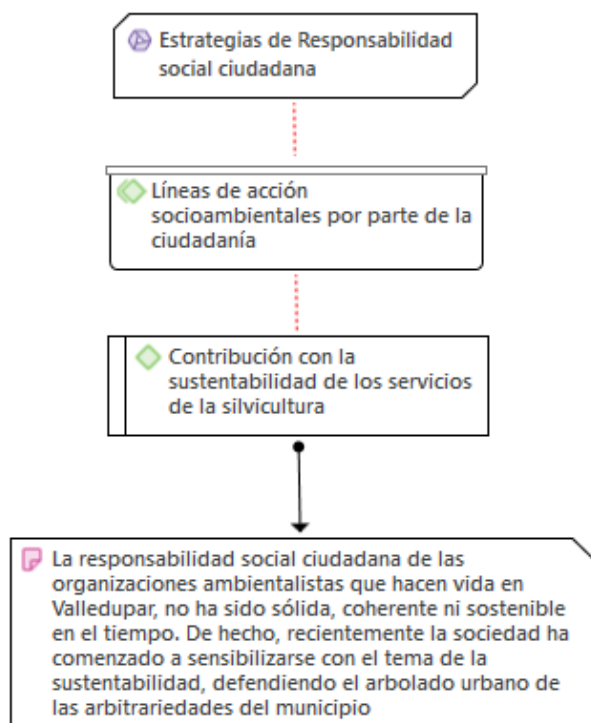 Estrategias de Responsabilidad
social ciudadana
Líneas de acción
socioambientales por parte de la
ciudadanía
Contribución con la
sustentabilidad de los servicios
de la silvicultura
La responsabilidad social ciudadana de las
organizaciones ambientalistas que hacen vida en
Valledupar, no ha sido sólida, coherente ni sostenible
en el tiempo. De hecho, recientemente la sociedad ha
comenzado a sensibilizarse con el tema de la
sustentabilidad, defendiendo el arbolado urbano de
las arbitrariedades del municipio